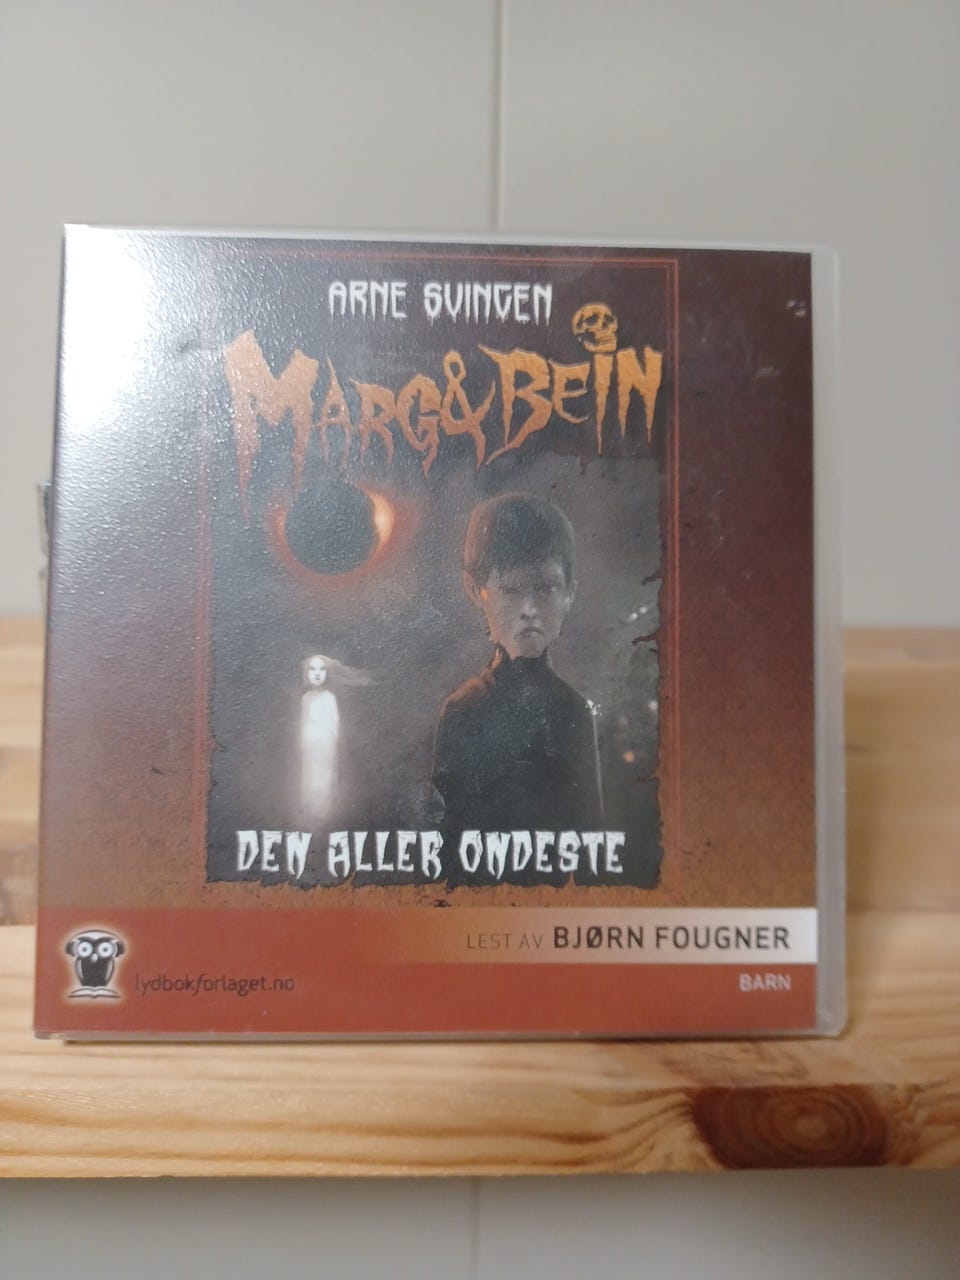 ARNE SVINGEN
MARG & BEIN
DEN ALLER ONDESTE
LEST AV BJØRN FOUGNER
lydbokforlaget.no
BARN